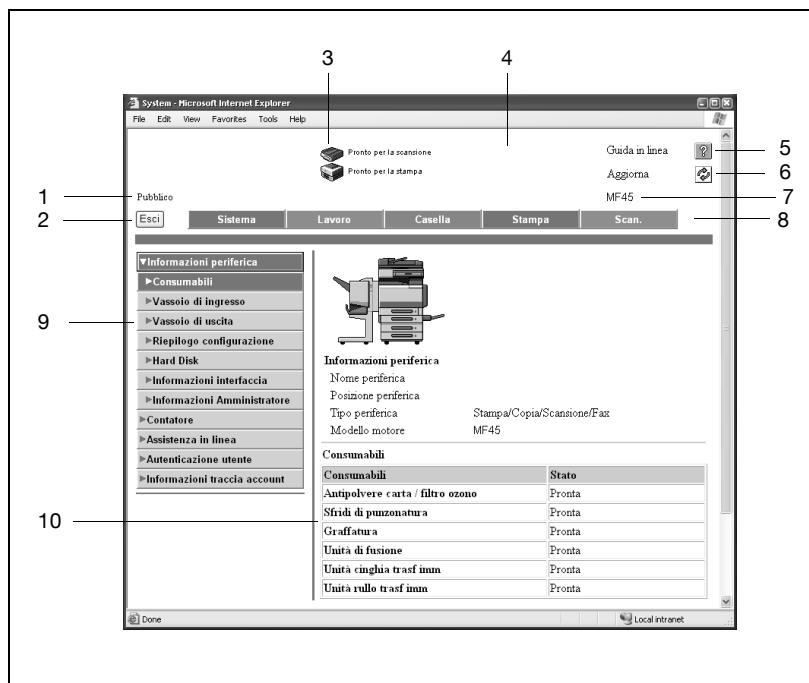 3
4
System - Microsoft Internet Explorer
File Edit View Favorites Tools Help
Pronto per la scansione
Guida in linea
5
Pronto per la stampa
Aggiorna
6
1
Pubblico
MF45
7
2
Esci
Sistema
Lavoro
Casella
Stampa
Scan.
8
Informazioni periferica
Consumabili
Vassoio di ingresso
9
Vassoio di uscita
Riepilogo configurazione
Hard Disk
Informazioni interfaccia
Informazioni Amministratore
Contatore
Assistenza in linea
Autenticazione utente
Informazioni traccia account
Informazioni periferica
Nome periferica
Posizione periferica
Tipo periferica Stampa/Copia/Scansione/Fax
Modello motore MF45
Consumabili
Consumabili Stato
Antipolvere carta / filtro ozono Pronta
10
Sfridi di punzonatura Pronta
Graffatura Pronta
Unità di fusione Pronta
Unità cinghia trasf imm Pronta
Unità rullo trasf imm Pronta
Done
Local intranet